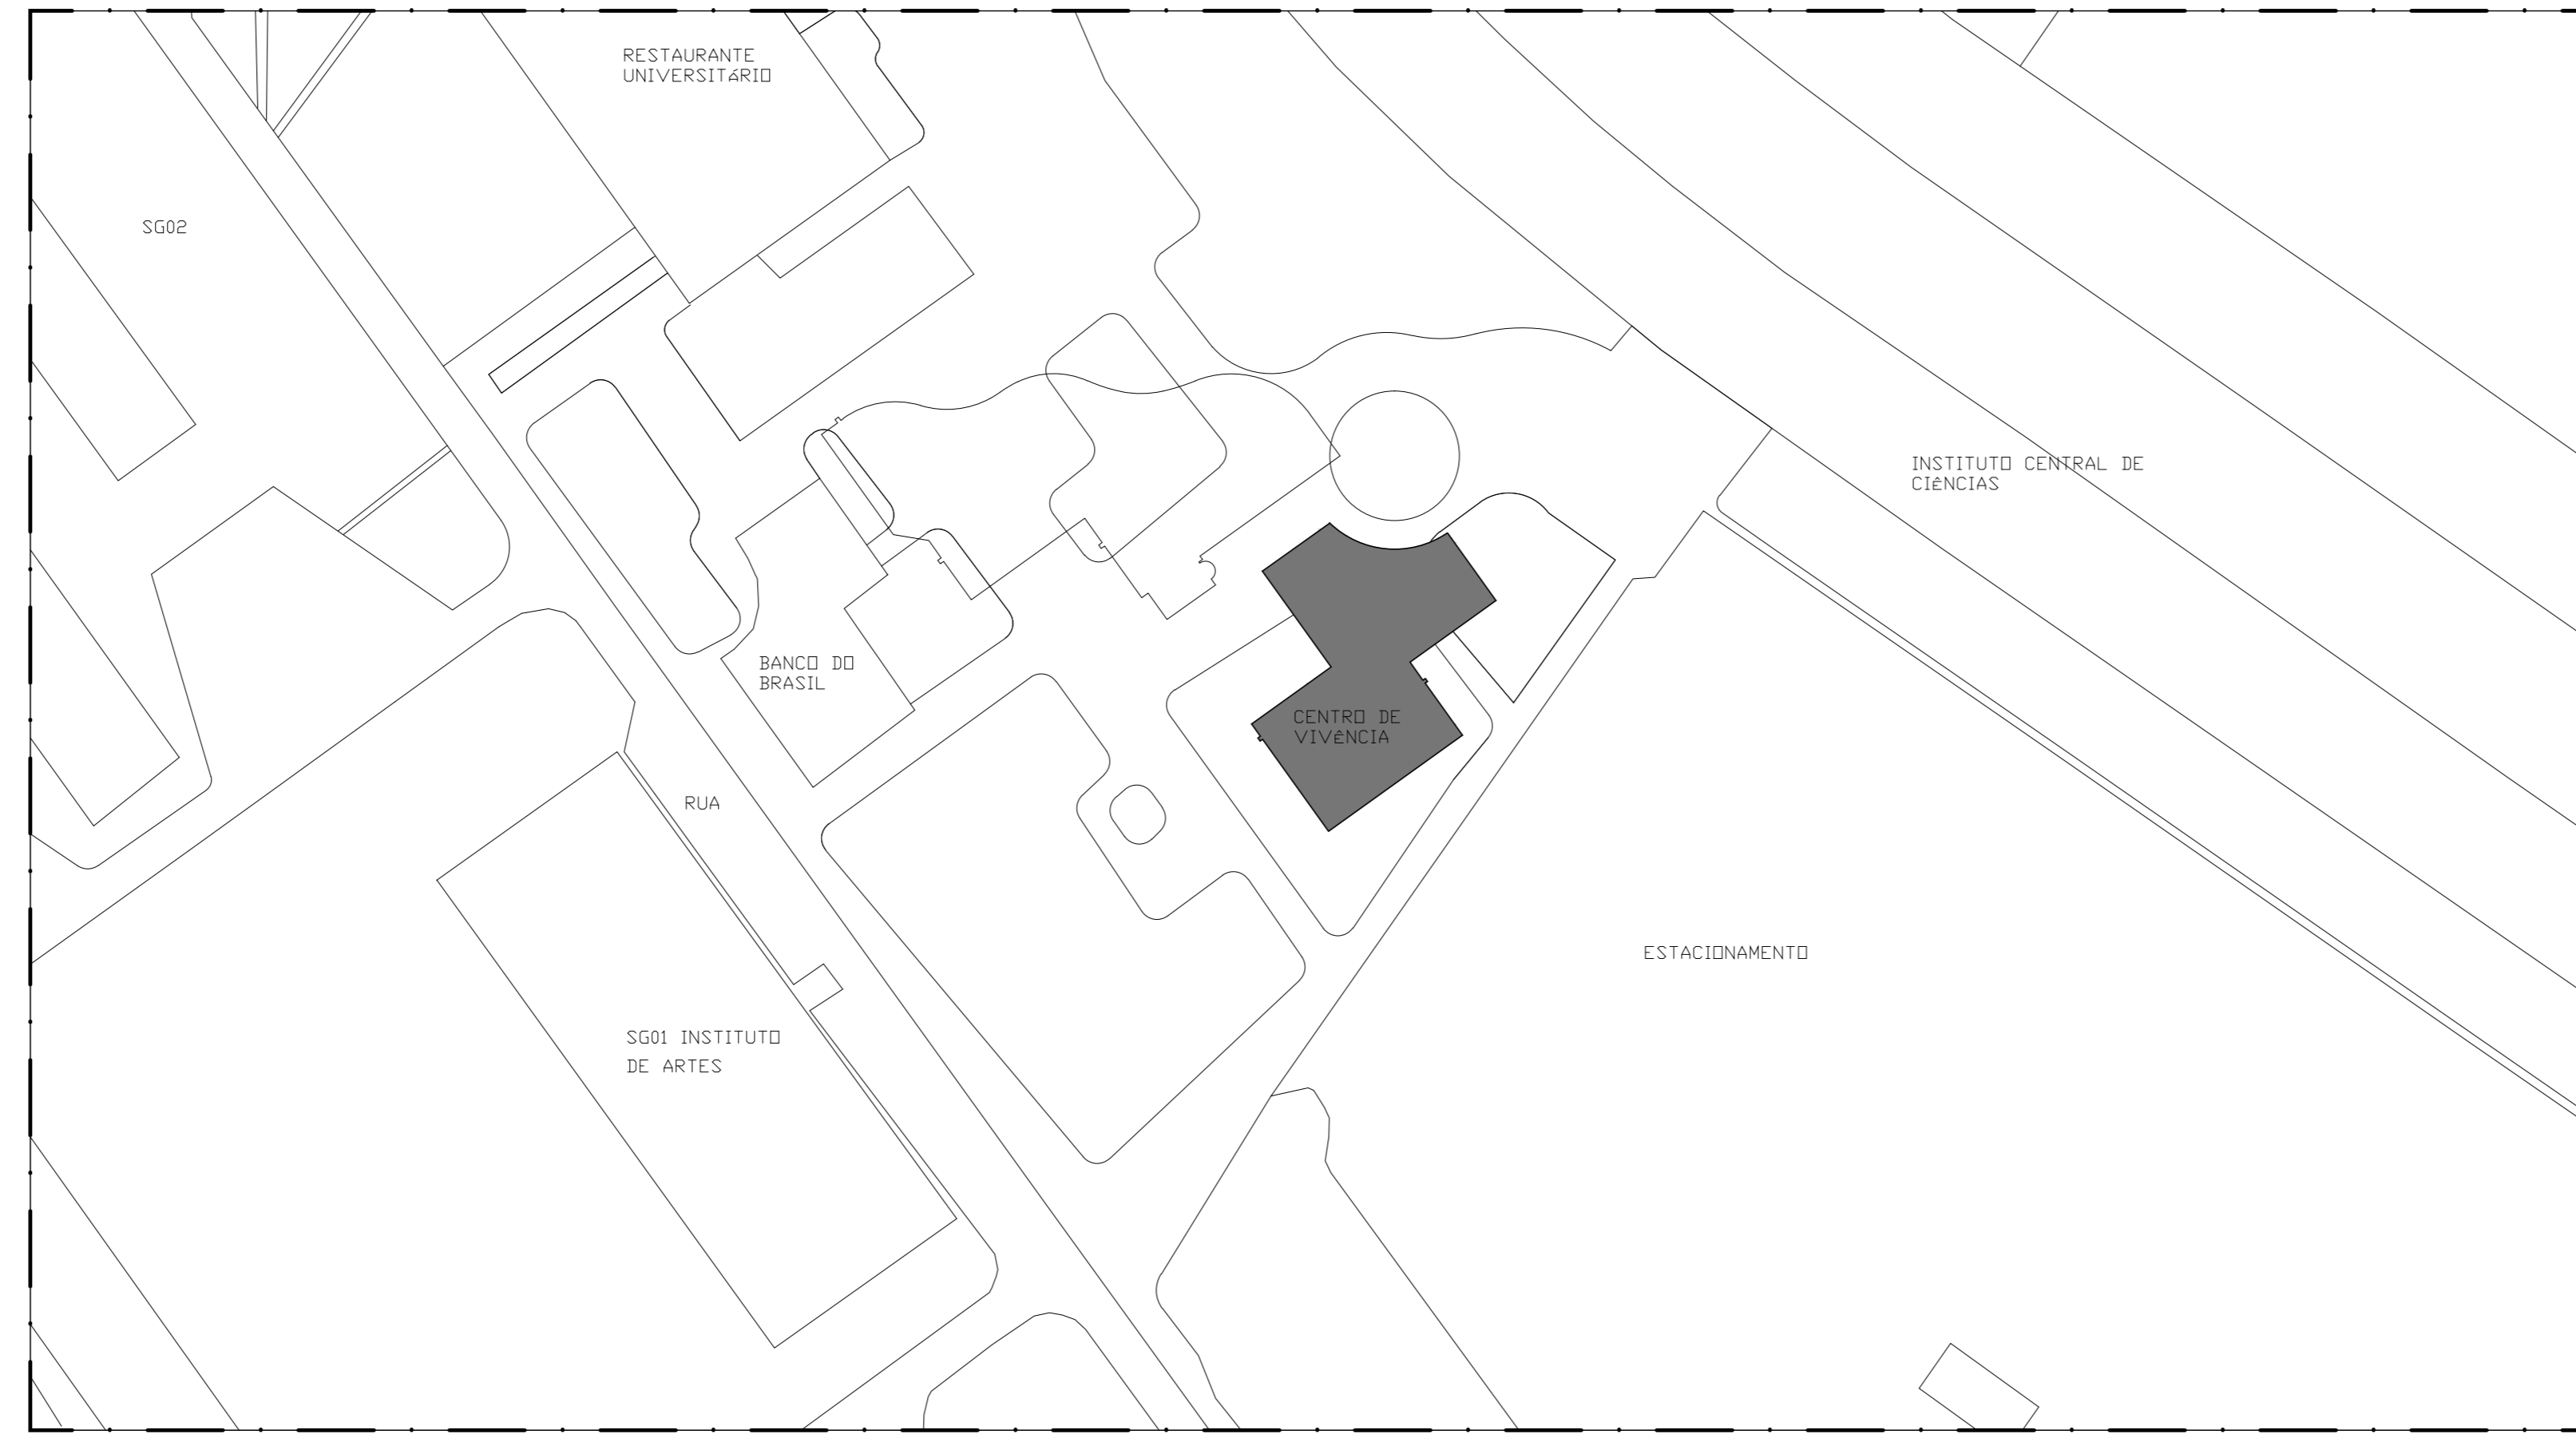 RESTAURANTE
UNIVERSITáRIO
SG02
INSTITUTO CENTRAL DE
CIêNCIAS
BANCO DO
BRASIL
CENTRO DE
VIVêNCIA
RUA
ESTACIONAMENTO
SG01 INSTITUTO
DE ARTES